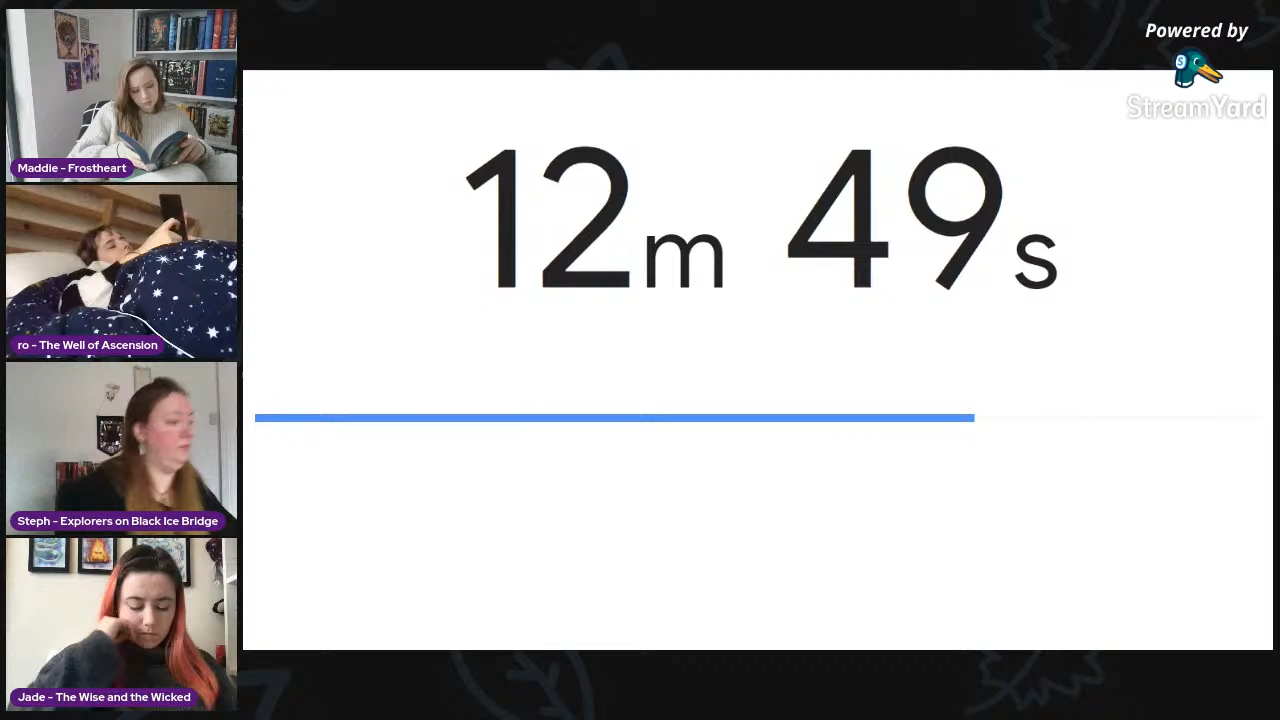 Powered by
StreamYard
12m 49s
Maddie - Frostheart
ro - The Well of Ascension
Steph - Explorers on Black Ice Bridge
Jade - The Wise and the Wicked